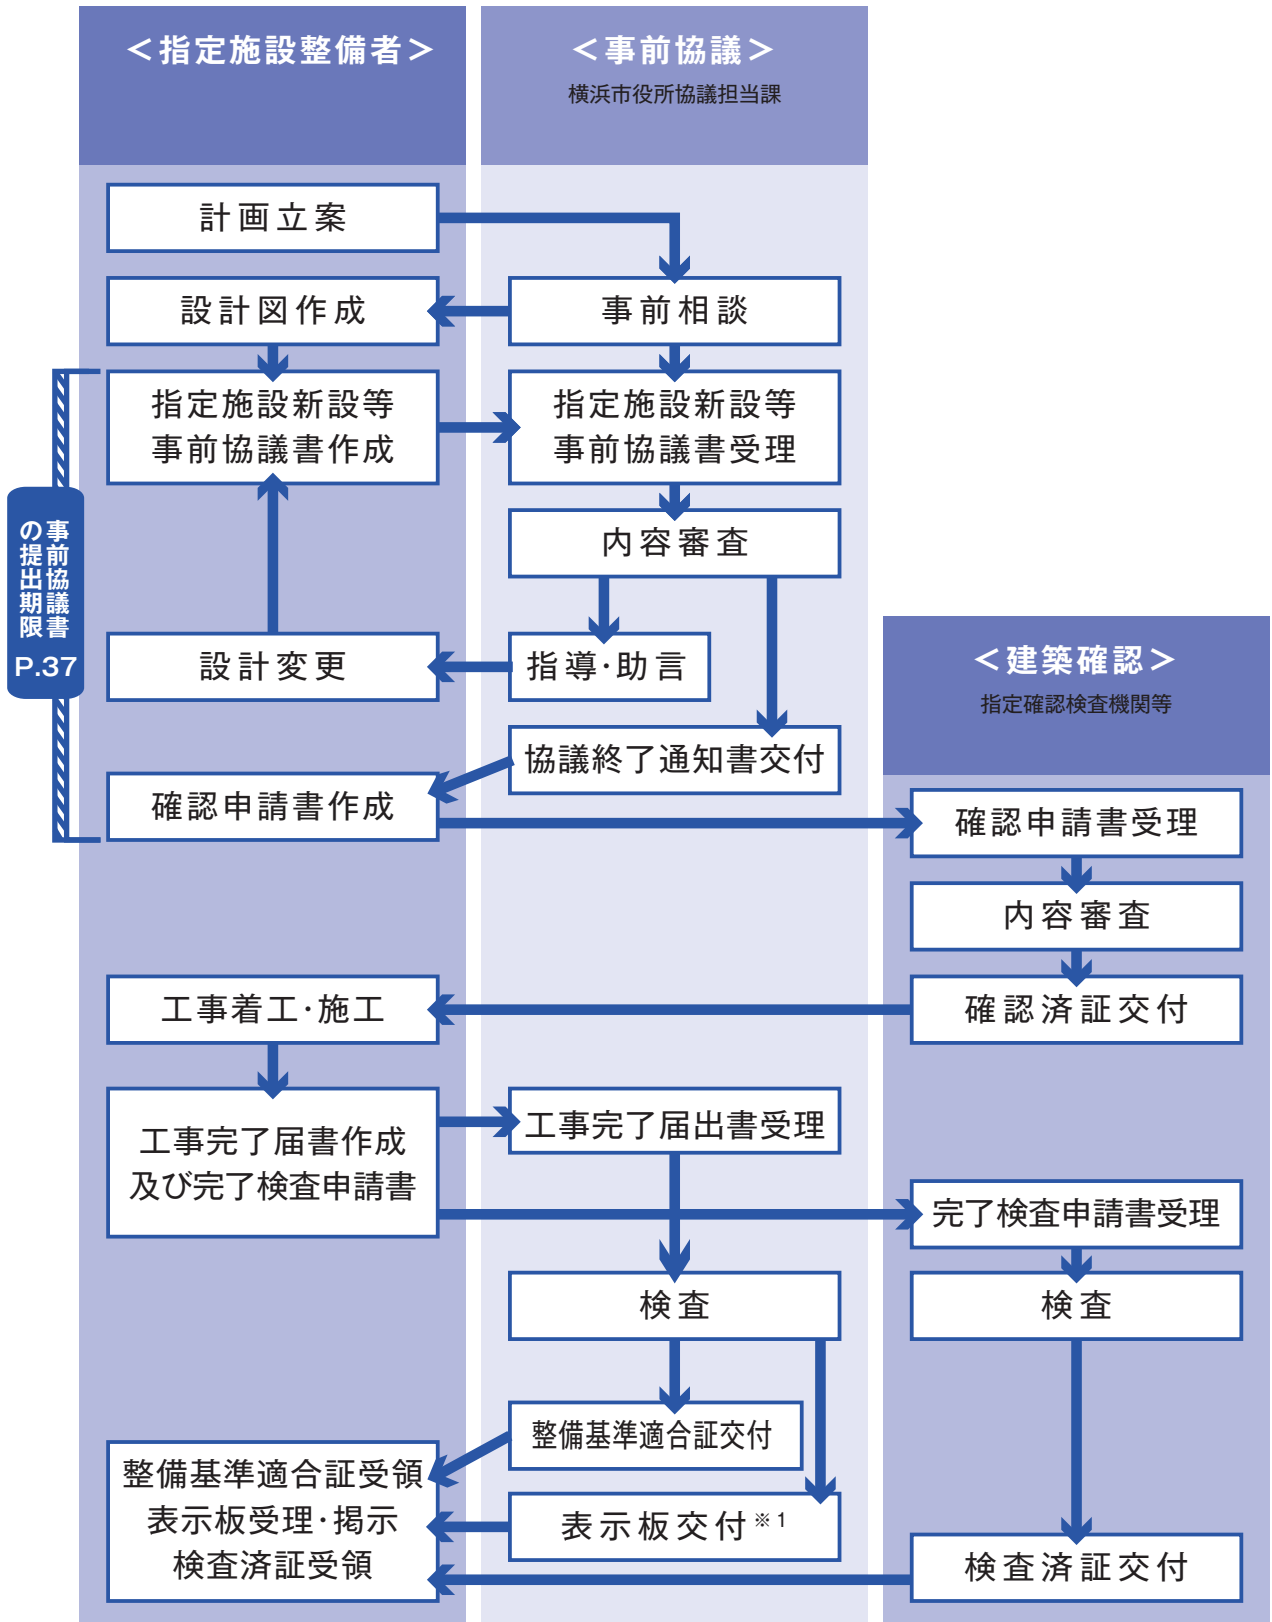 ＜指定施設整備者＞
＜事前協議＞
横浜市役所協議担当課
計画立案
設計図作成
事前相談
指定施設新設等
事前協議書作成
指定施設新設等
事前協議書受理
内容審査
事前協議書
の提出期限
P.37
設計変更
指導・助言
＜建築確認＞
指定確認検査機関等
協議終了通知書交付
確認申請書作成
確認申請書受理
内容審査
工事着工・施工
確認済証交付
工事完了届書作成
及び完了検査申請書
工事完了届出書受理
完了検査申請書受理
検査
検査
整備基準適合証交付
整備基準適合証受領
表示板受理・掲示
検査済証受領
表示板交付※1
検査済証交付